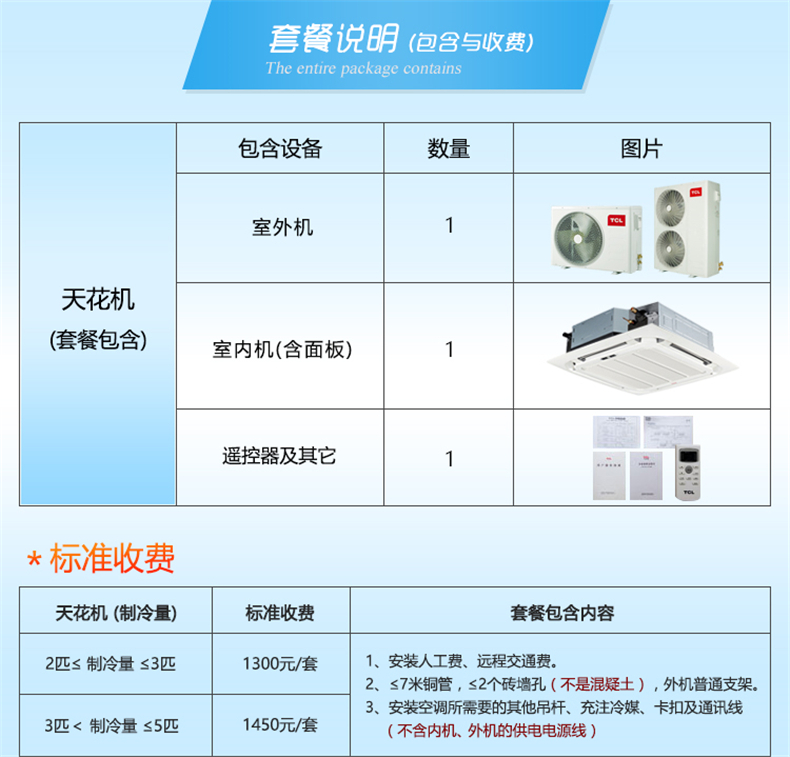 套餐说明 (包含与收费)
The entire package contains
包含设备 数量 图片
天花机
(套餐包含)
室外机 1
TCL TCL
室内机(含面板) 1
遥控器及其它 1
TCL
* 标准收费
天花机 (制冷量) 标准收费 套餐包含内容
2匹≤ 制冷量 ≤3匹 1300元/套
3匹< 制冷量 ≤5匹 1450元/套
1、安装人工费、远程交通费。
2、≤7米铜管，≤2个砖墙孔(不是混疑土)，外机普通支架。
3、安装空调所需要的其他吊杆、充注冷媒、卡扣及通讯线
(不含内机、外机的供电电源线)